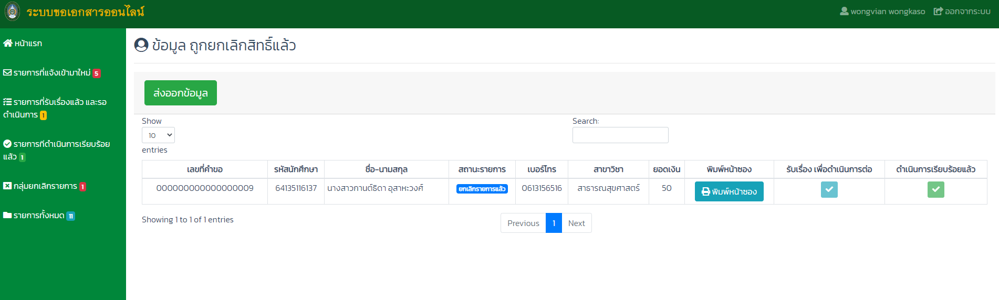 ระบบขอเอกสารออนไลน์
wongvian wongkaso ออกจากระบบ
หน้าแรก
รายการที่แจ้งเข้ามาใหม่ 5
รายการที่รับเรื่องแล้ว และรอ
ดำเนินการ 1
รายการที่ดำเนินการเรียบร้อย
แล้ว 1
กลุ่มยกเลิกรายการ 1
รายการทั้งหมด 11
ข้อมูล ถูกยกเลิกสิทธิ์แล้ว
ส่งออกข้อมูล
Show
10
entries
Search:
เลขที่คำขอ รหัสนักศึกษา ชื่อ-นามสกุล สถานะรายการ เบอร์โทร สาขาวิชา ยอดเงิน พิมพ์หน้าซอง รับเรื่อง เพื่อดำเนินการต่อ ดำเนินการเรียบร้อยแล้ว
000000000000000009 64135116137 นางสาวกานต์ธิดา อุสาหะวงศ์ ยกเลิกรายการแล้ว 0613156516 สาธารณสุขศาสตร์ 50 พิมพ์หน้าซอง
Showing 1 to 1 of 1 entries
Previous 1 Next